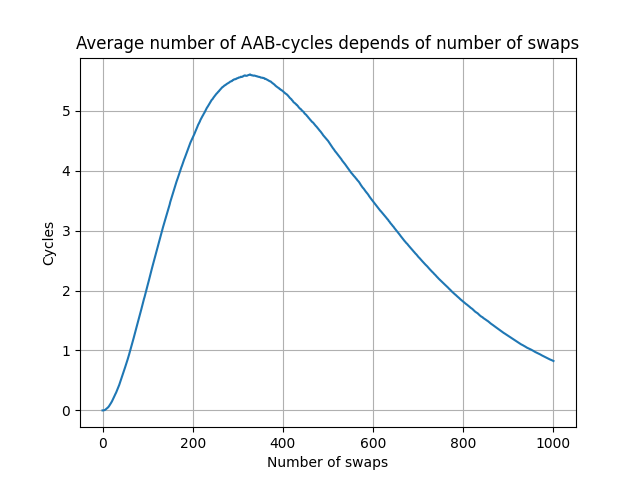 Average number of AAB-cycles depends of number of swaps
5
4
3
2
1
0
Cycles
0 200 400 600 800 1000
Number of swaps